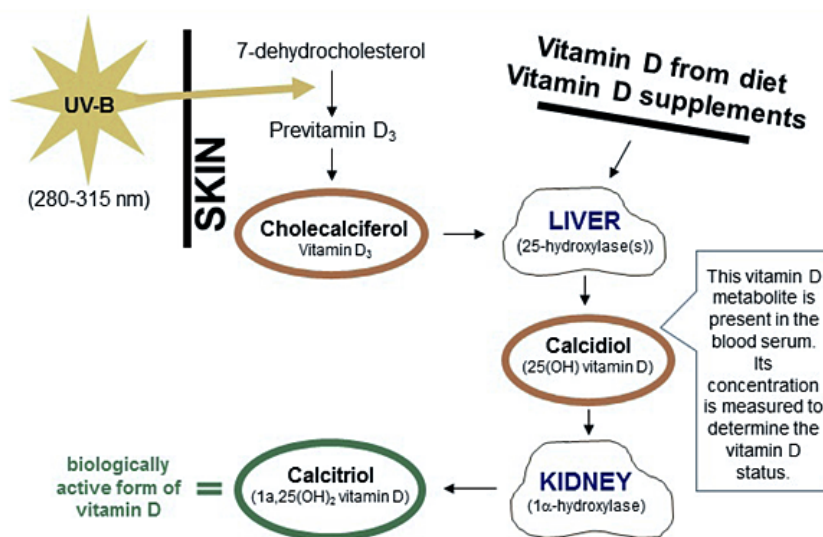 7-dehydrocholesterol
UV-B
Previtamin D₃
(280-315 nm)
SKIN
Cholecalciferol
Vitamin D₃
Vitamin D from diet
Vitamin D supplements
LIVER
(25-hydroxylase(s))
Calcidiol
(25(OH) vitamin D)
This vitamin D
metabolite is
present in the
blood serum.
Its
concentration
is measured to
determine the
vitamin D
status.
KIDNEY
(1α-hydroxylase)
Calcitriol
(1a,25(OH)₂ vitamin D)
=
biologically
active form of
vitamin D